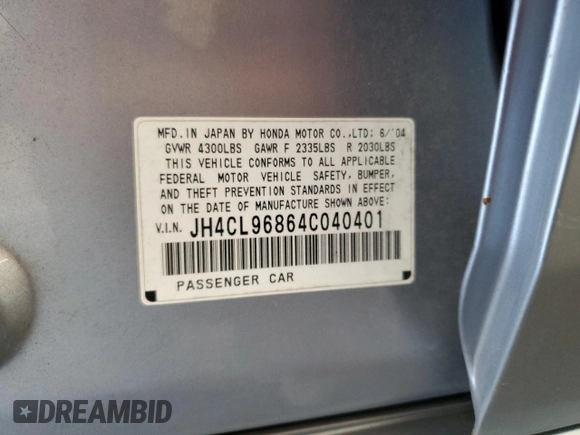 MFD. IN JAPAN BY HONDA MOTOR CO.,LTD: 6/'04
GVWR 4300LBS GAWR F 2335LBS R 2030LBS
THIS VEHICLE CONFORMS TO ALL APPLICABLE
FEDERAL MOTOR VEHICLE SAFETY, BUMPER,
AND THEFT PREVENTION STANDARDS IN EFFECT
ON THE DATE OF MANUFACTURE SHOWN ABOVE.
V.I.N. JH4CL96864C040401
PASSENGER CAR
DREAMBID